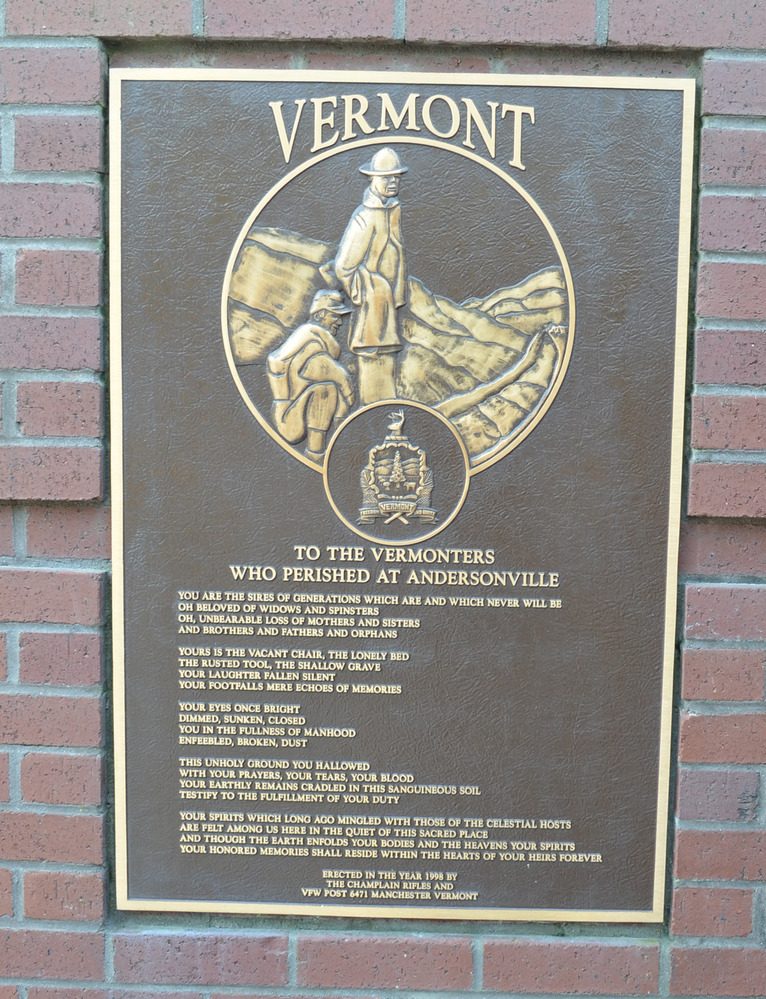 VERMONT
VERMONT
TO THE VERMONTERS
WHO PERISHED AT ANDERSONVILLE
YOU ARE THE SIRES OF GENERATIONS WHICH ARE AND WHICH NEVER WILL BE
OH BELOVED OF WIDOWS AND SPINSTERS
OH, UNBEARABLE LOSS OF MOTHERS AND SISTERS
AND BROTHERS AND FATHERS AND ORPHANS
YOURS IS THE VACANT CHAIR, THE LONELY BED
THE RUSTED TOOL, THE SHALLOW GRAVE
YOUR LAUGHTER FALLEN SILENT
YOUR FOOTFALLS MERE ECHOES OF MEMORIES
YOUR EYES ONCE BRIGHT
DIMMED, SUNKEN, CLOSED
YOU IN THE FULLNESS OF MANHOOD
ENFEEBLED, BROKEN, DUST
THIS UNHOLY GROUND YOU HALLOWED
WITH YOUR PRAYERS, YOUR TEARS, YOUR BLOOD
YOUR EARTHLY REMAINS CRADLED IN THIS SANGUINEOUS SOIL
TESTIFY TO THE FULFILLMENT OF YOUR DUTY
YOUR SPIRITS WHICH LONG AGO MINGLED WITH THOSE OF THE CELESTIAL HOSTS
ARE FELT AMONG US HERE IN THE QUIET OF THIS SACRED PLACE
AND THOUGH THE EARTH ENFOLDS YOUR BODIES AND THE HEAVENS YOUR SPIRITS
YOUR HONORED MEMORIES SHALL RESIDE WITHIN THE HEARTS OF YOUR HEIRS FOREVER
ERECTED IN THE YEAR 1998 BY
THE CHAMPLAIN RIFLES AND
VFW POST 6471 MANCHESTER VERMONT